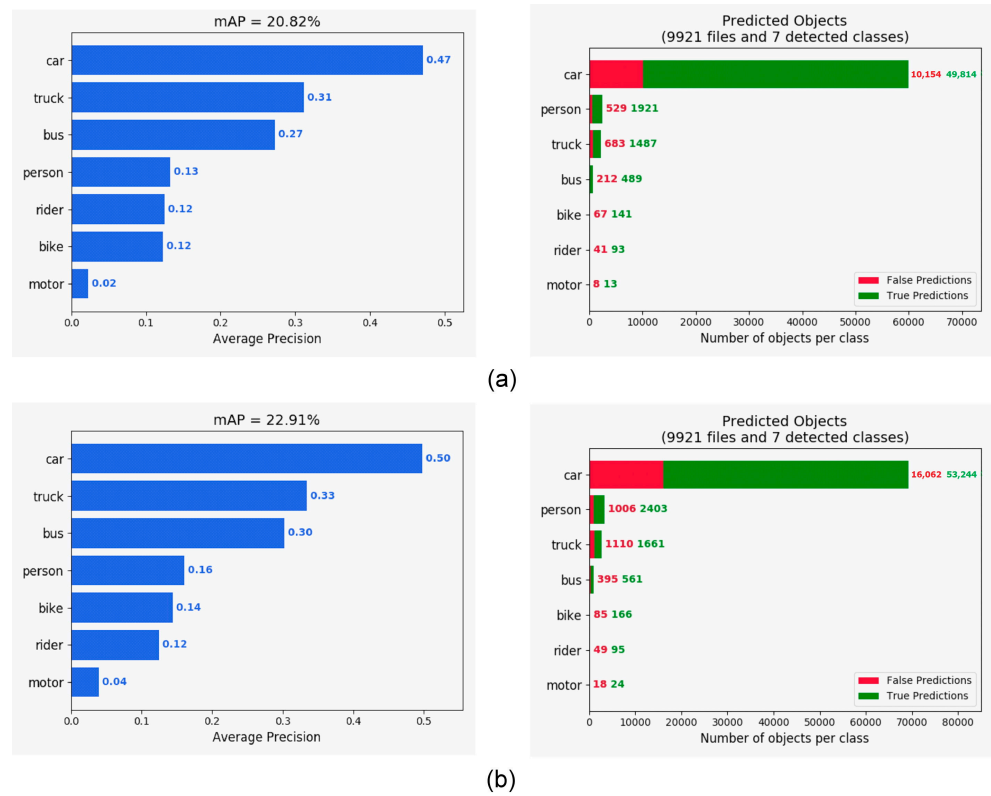 mAP = 20.82%
car 0.47
truck 0.31
bus 0.27
person 0.13
rider 0.12
bike 0.12
motor 0.02
0.0 0.1 0.2 0.3 0.4 0.5
Average Precision
Predicted Objects
(9921 files and 7 detected classes)
car 10,154 49,814
person 529 1921
truck 683 1487
bus 212 489
bike 67 141
rider 41 93
motor 8 13
False Predictions
True Predictions
0 10000 20000 30000 40000 50000 60000 70000
Number of objects per class
(a)
mAP = 22.91%
car 0.50
truck 0.33
bus 0.30
person 0.16
bike 0.14
rider 0.12
motor 0.04
0.0 0.1 0.2 0.3 0.4 0.5
Average Precision
Predicted Objects
(9921 files and 7 detected classes)
car 16,062 53,244
person 1006 2403
truck 1110 1661
bus 395 561
bike 85 166
rider 49 95
motor 18 24
False Predictions
True Predictions
0 10000 20000 30000 40000 50000 60000 70000 80000
Number of objects per class
(b)